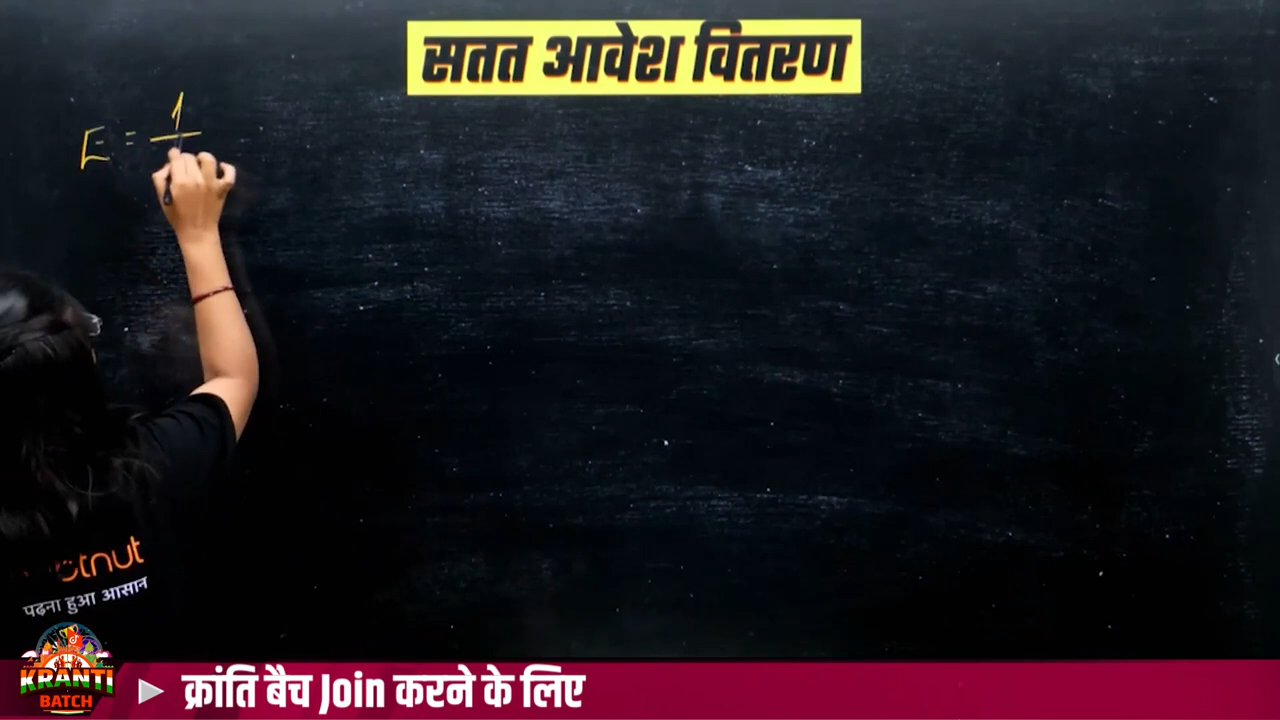 सतत आवेश वितरण
E = 1
पढ़ना हुआ आसान
KRANTI
BATCH
क्रांति बैच Join करने के लिए